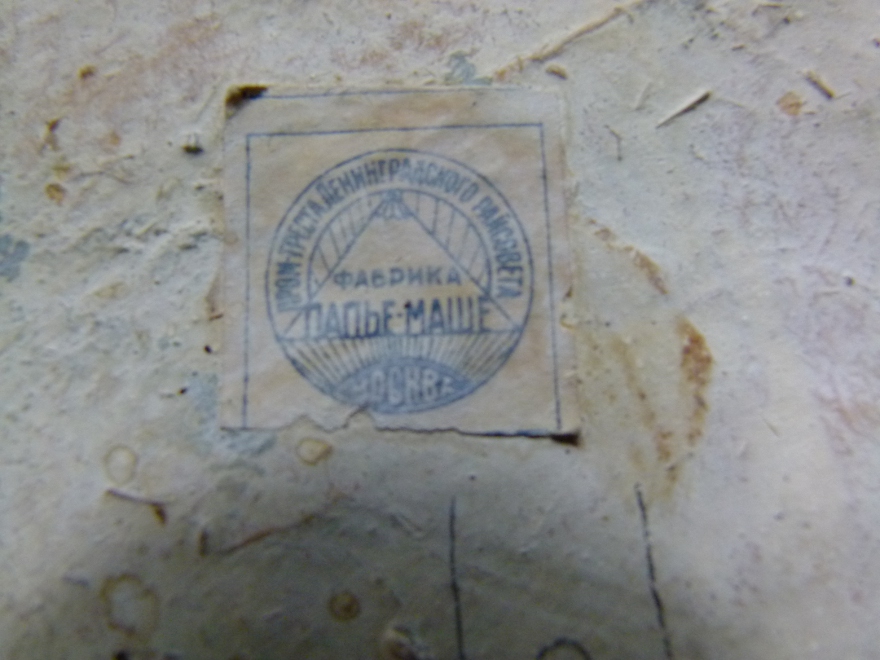 ПРОМ-ТРЕСТА ЛЕНИНГРАДСКОГО РАЙСОВЕТА
ФАБРИКА
ПАПЬЕ-МАШЕ
МОСКВА